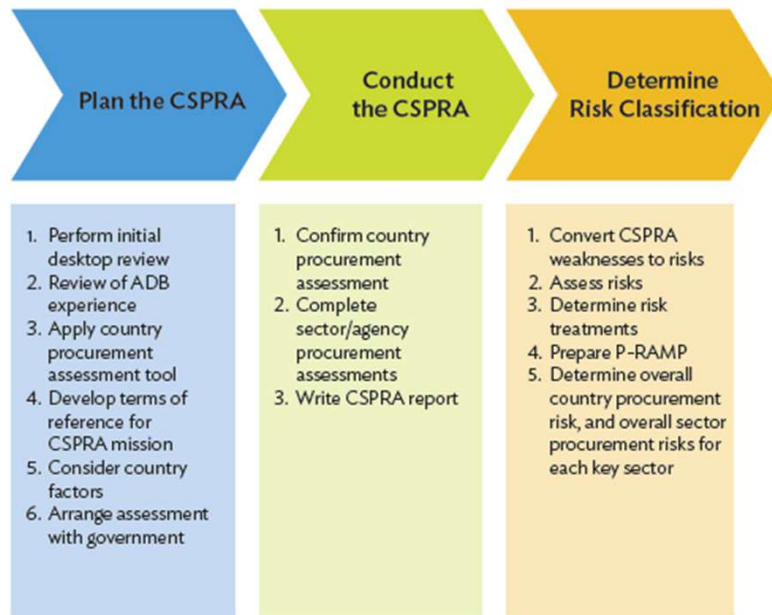 Plan the CSPRA
Conduct
the CSPRA
Determine
Risk Classification
1. Perform initial
desktop review
2. Review of ADB
experience
3. Apply country
procurement
assessment tool
4. Develop terms of
reference for
CSPRA mission
5. Consider country
factors
6. Arrange assessment
with government
1. Confirm country
procurement
assessment
2. Complete
sector/agency
procurement
assessments
3. Write CSPRA report
1. Convert CSPRA
weaknesses to risks
2. Assess risks
3. Determine risk
treatments
4. Prepare P-RAMP
5. Determine overall
country procurement
risk, and overall sector
procurement risks for
each key sector